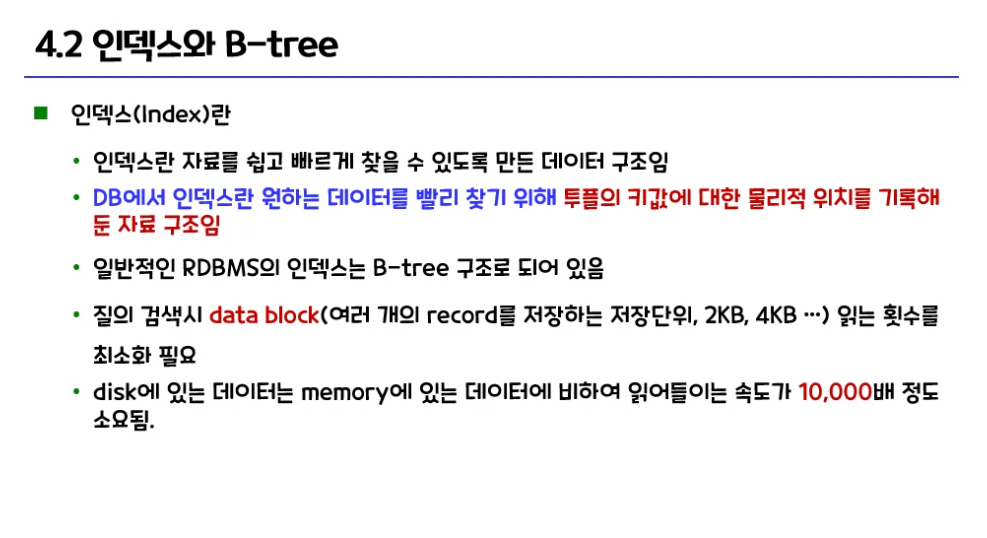 4.2 인덱스와 B-tree
■ 인덱스(Index)란
• 인덱스란 자료를 쉽고 빠르게 찾을 수 있도록 만든 데이터 구조임
• DB에서 인덱스란 원하는 데이터를 빨리 찾기 위해 투플의 키값에 대한 물리적 위치를 기록해
둔 자료 구조임
• 일반적인 RDBMS의 인덱스는 B-tree 구조로 되어 있음
• 질의 검색시 data block(여러 개의 record를 저장하는 저장단위, 2KB, 4KB …) 읽는 횟수를
최소화 필요
• disk에 있는 데이터는 memory에 있는 데이터에 비하여 읽어들이는 속도가 10,000배 정도
소요됨.